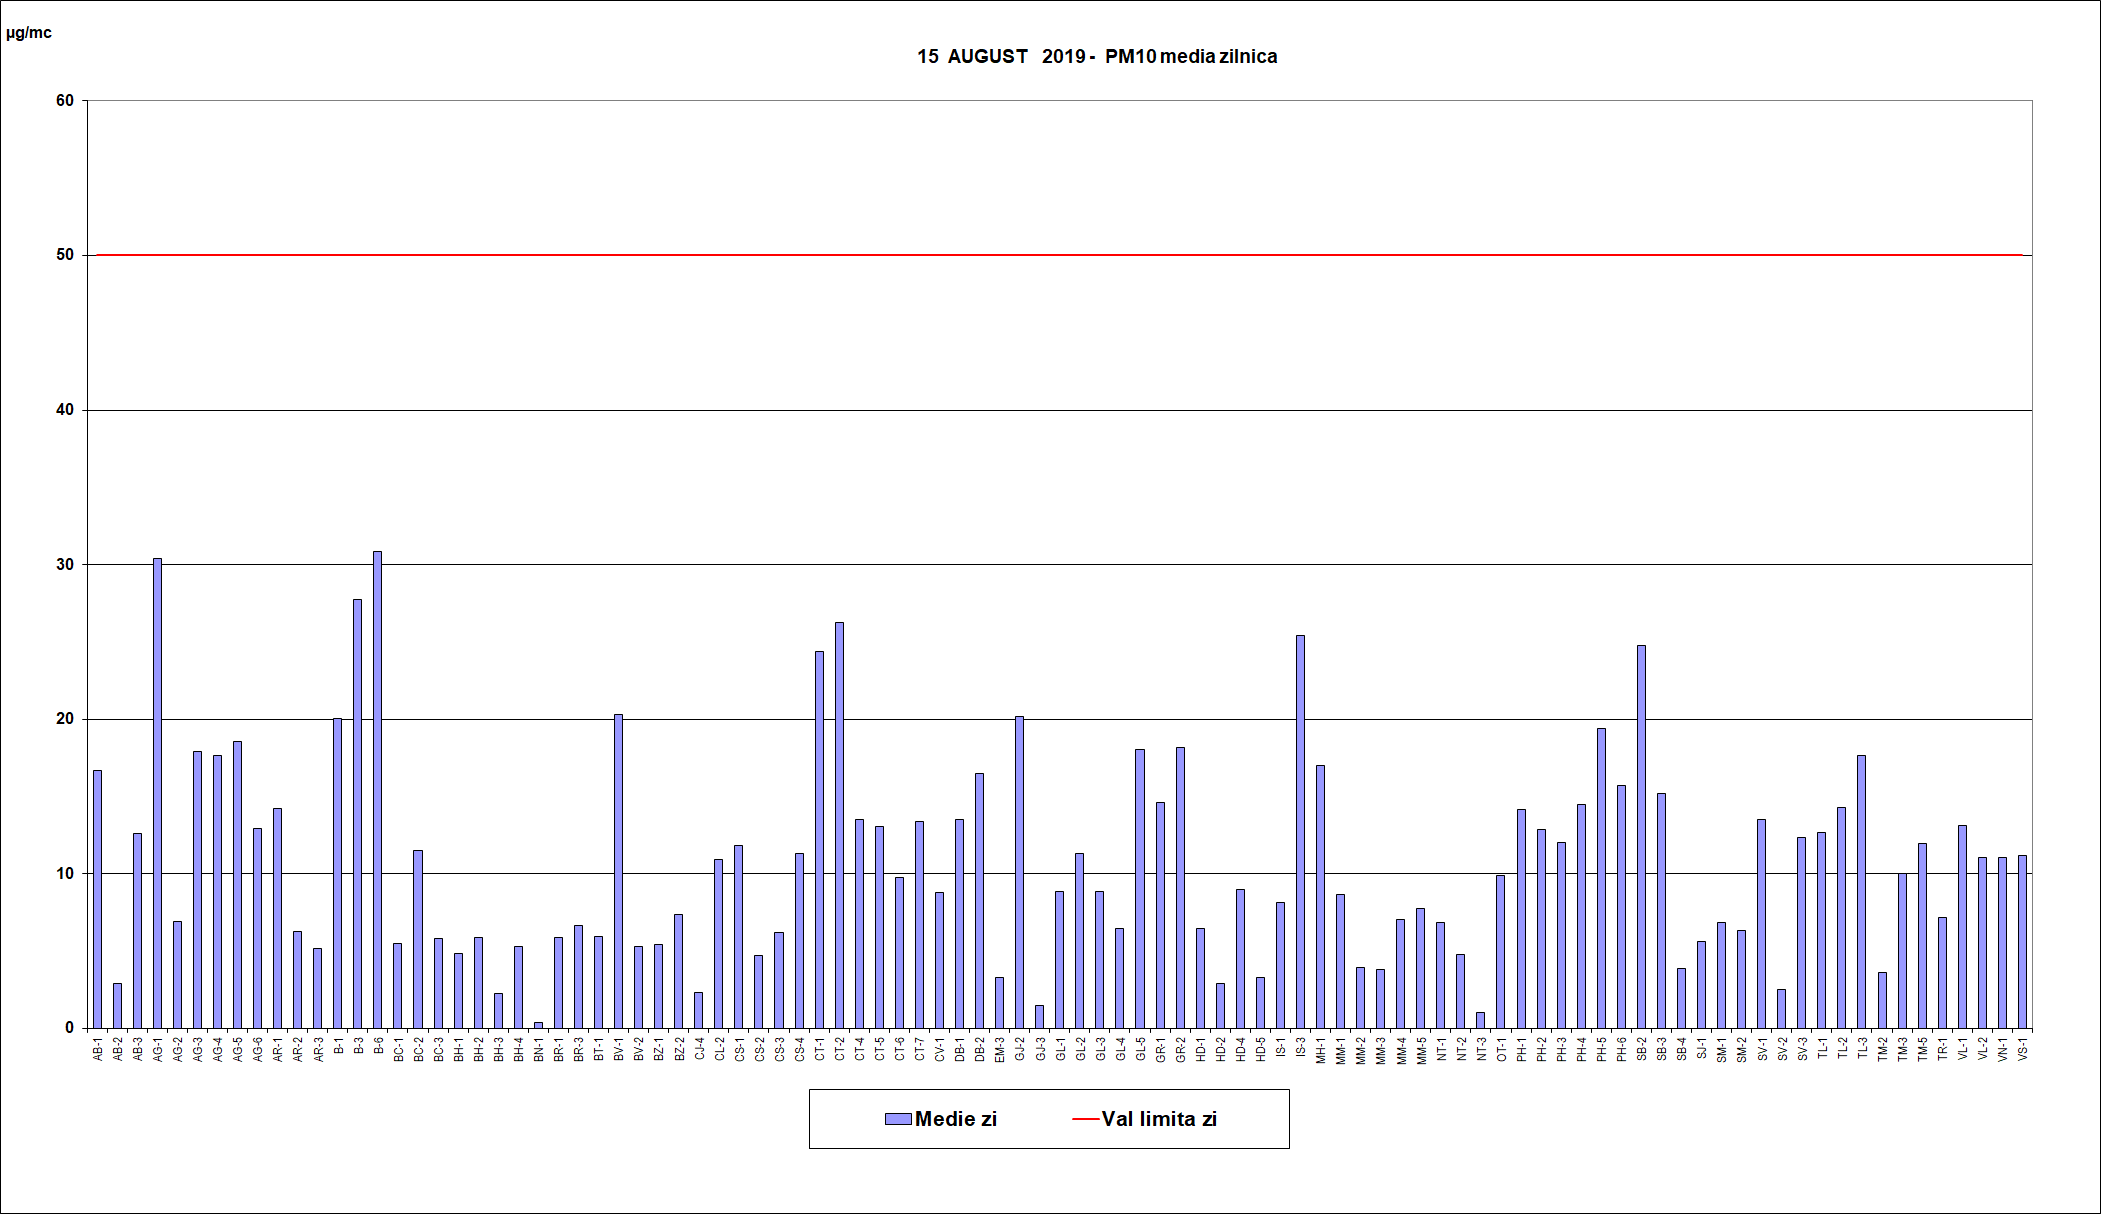 µg/mc
15 AUGUST 2019 - PM10 media zilnica
60
50
40
30
20
10
0
AB-1
AB-2
AB-3
AG-1
AG-2
AG-3
AG-4
AG-5
AG-6
AR-1
AR-2
AR-3
B-1
B-3
B-6
BC-1
BC-2
BC-3
BH-1
BH-2
BH-3
BH-4
BN-1
BR-1
BR-3
BT-1
BV-1
BV-2
BZ-1
BZ-2
CJ-4
CL-2
CS-1
CS-2
CS-3
CS-4
CT-1
CT-2
CT-4
CT-5
CT-6
CT-7
CV-1
DB-1
DB-2
EM-3
GJ-2
GJ-3
GL-1
GL-2
GL-3
GL-4
GL-5
GR-1
GR-2
HD-1
HD-2
HD-4
HD-5
IS-1
IS-3
MH-1
MM-1
MM-2
MM-3
MM-4
MM-5
NT-1
NT-2
NT-3
OT-1
PH-1
PH-2
PH-3
PH-4
PH-5
PH-6
SB-2
SB-3
SB-4
SJ-1
SM-1
SM-2
SV-1
SV-2
SV-3
TL-1
TL-2
TL-3
TM-2
TM-3
TM-5
TR-1
VL-1
VL-2
VN-1
VS-1
Medie zi
Val limita zi